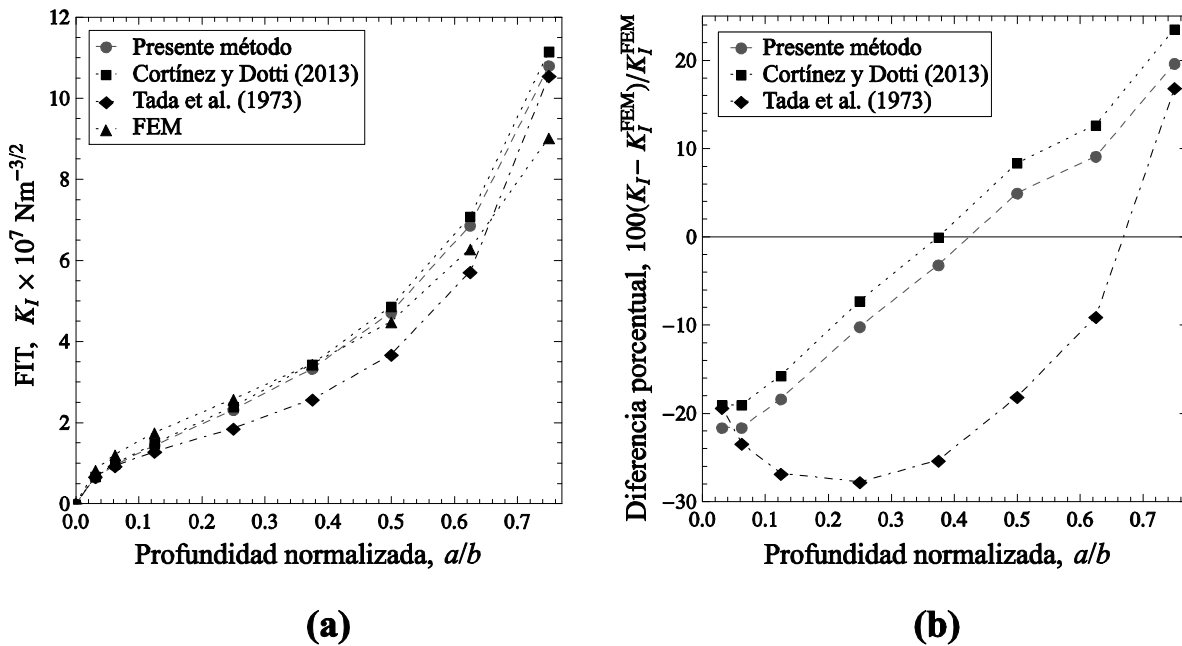 Presente método
Cortínez y Dotti (2013)
Tada et al. (1973)
FEM
FIT, K_I × 10^7 Nm^{-3/2}
12
10
8
6
4
2
0
0.0 0.1 0.2 0.3 0.4 0.5 0.6 0.7
Profundidad normalizada, a/b
(a)
Presente método
Cortínez y Dotti (2013)
Tada et al. (1973)
Diferencia porcentual, 100(K_I − K_I^{FEM})/K_I^{FEM}
20
10
0
−10
−20
−30
0.0 0.1 0.2 0.3 0.4 0.5 0.6 0.7
Profundidad normalizada, a/b
(b)